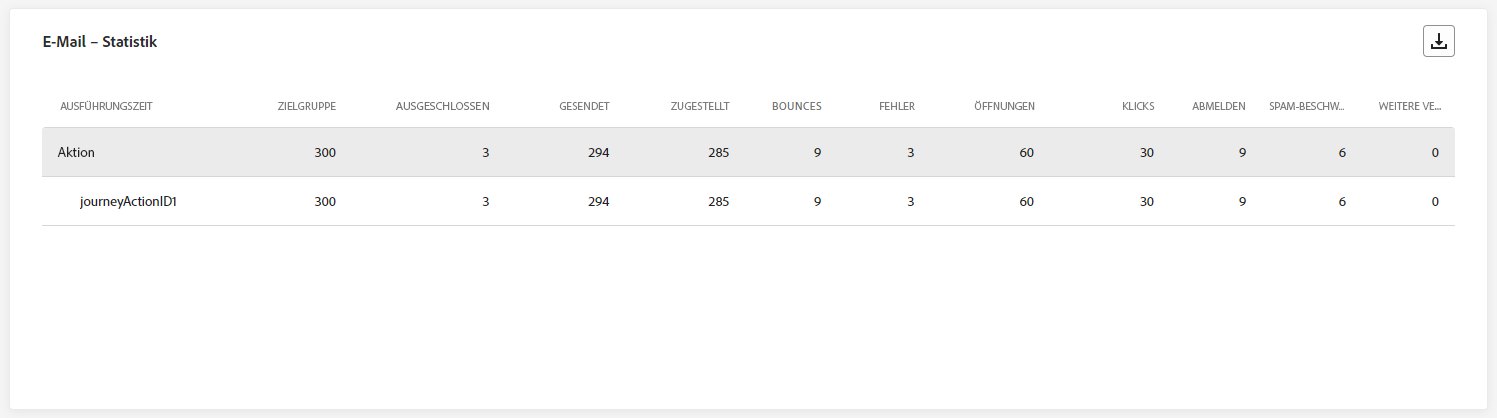 E-Mail – Statistik
AUSFÜHRUNGSZEIT ZIELGRUPPE AUSGESCHLOSSEN GESENDET ZUGESTELLT BOUNCES FEHLER ÖFFNUNGEN KLICKS ABMELDEN SPAM-BESCHW... WEITERE VE...
Aktion 300 3 294 285 9 3 60 30 9 6 0
journeyActionID1 300 3 294 285 9 3 60 30 9 6 0